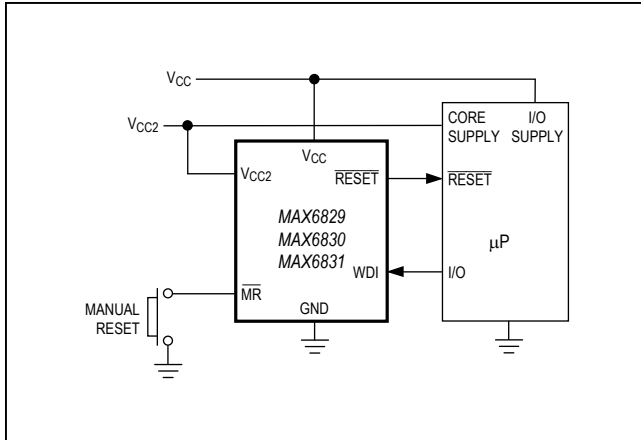 VCC
VCC2
CORE SUPPLY
I/O SUPPLY
VCC
VCC2
RESET
RESET
MAX6829
MAX6830
MAX6831
µP
WDI
I/O
MR
MANUAL
RESET
GND